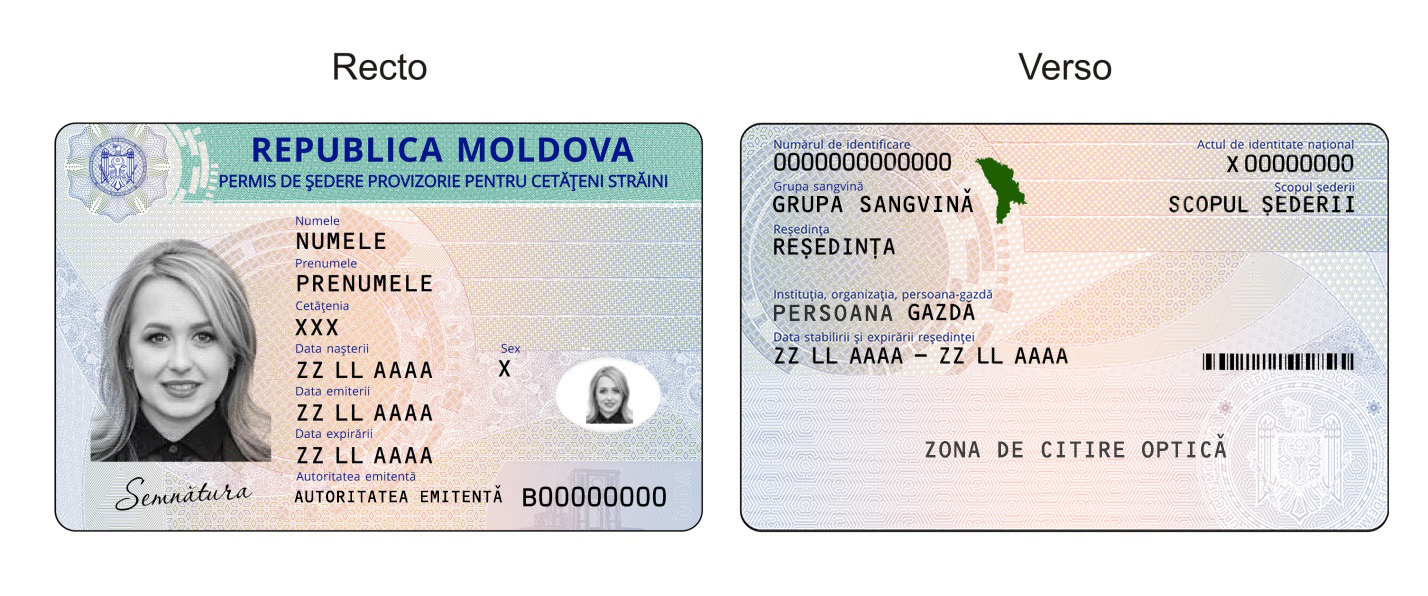 Recto
Verso
REPUBLICA MOLDOVA
PERMIS DE ŞEDERE PROVIZORIE PENTRU CETĂŢENI STRĂINI
Numele
NUMELE
Prenumele
PRENUMELE
Cetăţenia
XXX
Data naşterii
ZZ LL AAAA
Sex
X
Data emiterii
ZZ LL AAAA
Data expirării
ZZ LL AAAA
Autoritatea emitentă
AUTORITATEA EMITENTĂ
B00000000
Semnătura
Numărul de identificare
0000000000000
Actul de identitate naţional
X 00000000
Grupa sangvină
GRUPA SANGVINĂ
Scopul şederii
SCOPUL ȘEDERII
Reşedinţa
REȘEDINȚA
Instituţia, organizaţia, persoana-gazdă
PERSOANA GAZDĂ
Data stabilirii şi expirării reşedinţei
ZZ LL AAAA – ZZ LL AAAA
REPUBLICA MOLDOVA
ZONA DE CITIRE OPTICĂ